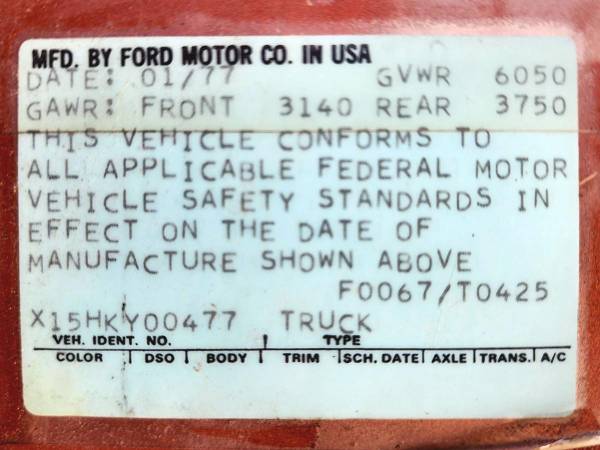 MFD. BY FORD MOTOR CO. IN USA
DATE: 01/77 GVWR 6050
GAWR: FRONT 3140 REAR 3750
THIS VEHICLE CONFORMS TO
ALL APPLICABLE FEDERAL MOTOR
VEHICLE SAFETY STANDARDS IN
EFFECT ON THE DATE OF
MANUFACTURE SHOWN ABOVE
F0067/T0425
X15HKY00477 TRUCK
VEH. IDENT. NO. TYPE
COLOR DSO BODY TRIM SCH. DATE AXLE TRANS. A/C